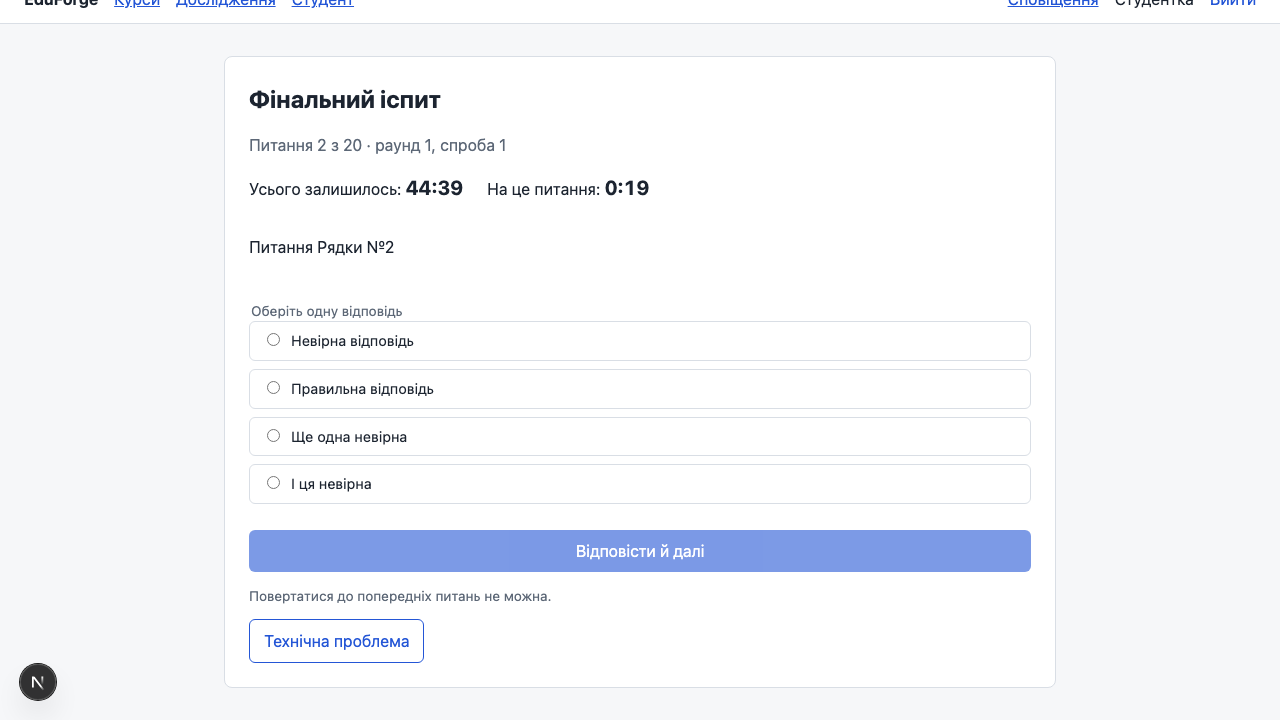 EduForge Курси Дослідження Студент Сповіщення Студентка Вийти
Фінальний іспит
Питання 2 з 20 · раунд 1, спроба 1
Усього залишилось: 44:39 На це питання: 0:19
Питання Рядки №2
Оберіть одну відповідь
Невірна відповідь
Правильна відповідь
Ще одна невірна
І ця невірна
Відповісти й далі
Повертатися до попередніх питань не можна.
Технічна проблема
N